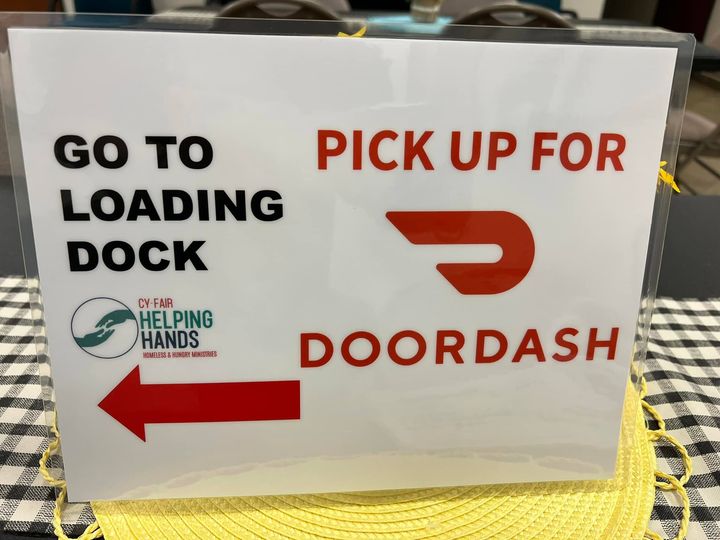 GO TO
LOADING
DOCK
CY-FAIR
HELPING
HANDS
HOMELESS & HUNGRY MINISTRIES
PICK UP FOR
DOORDASH